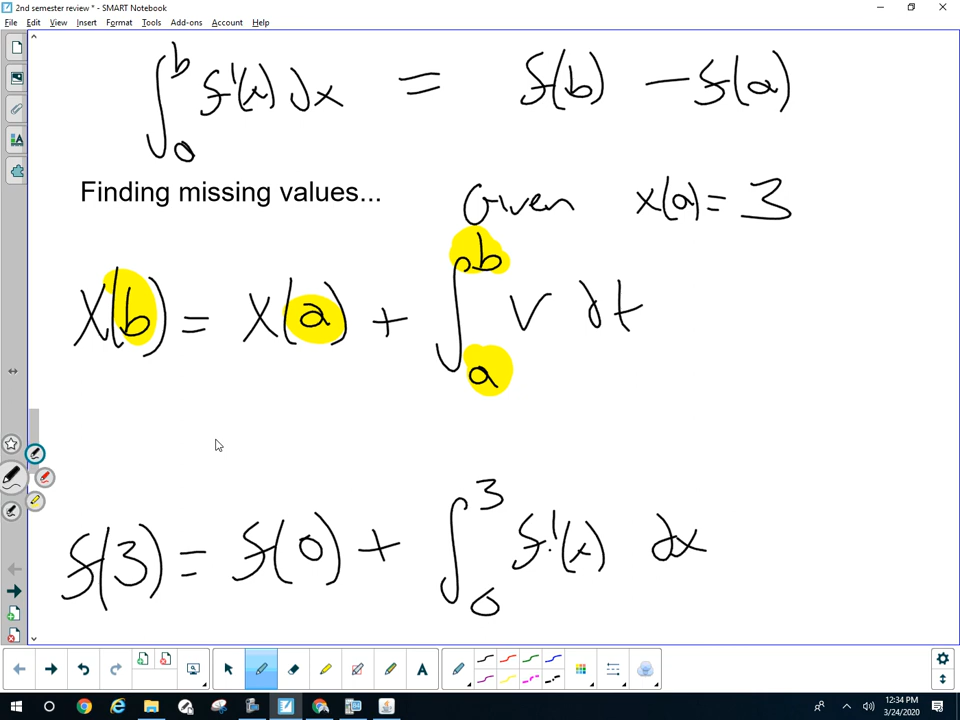 2nd semester review * - SMART Notebook
File Edit View Insert Format Tools Add-ons Account Help
∫₀ᵇ f'(x) dx = f(b) - f(a)
Finding missing values... Given x(a) = 3
X(b) = X(a) + ∫ₐᵇ V dt
f(3) = f(0) + ∫₀³ f'(x) dx
A
12:34 PM
3/24/2020